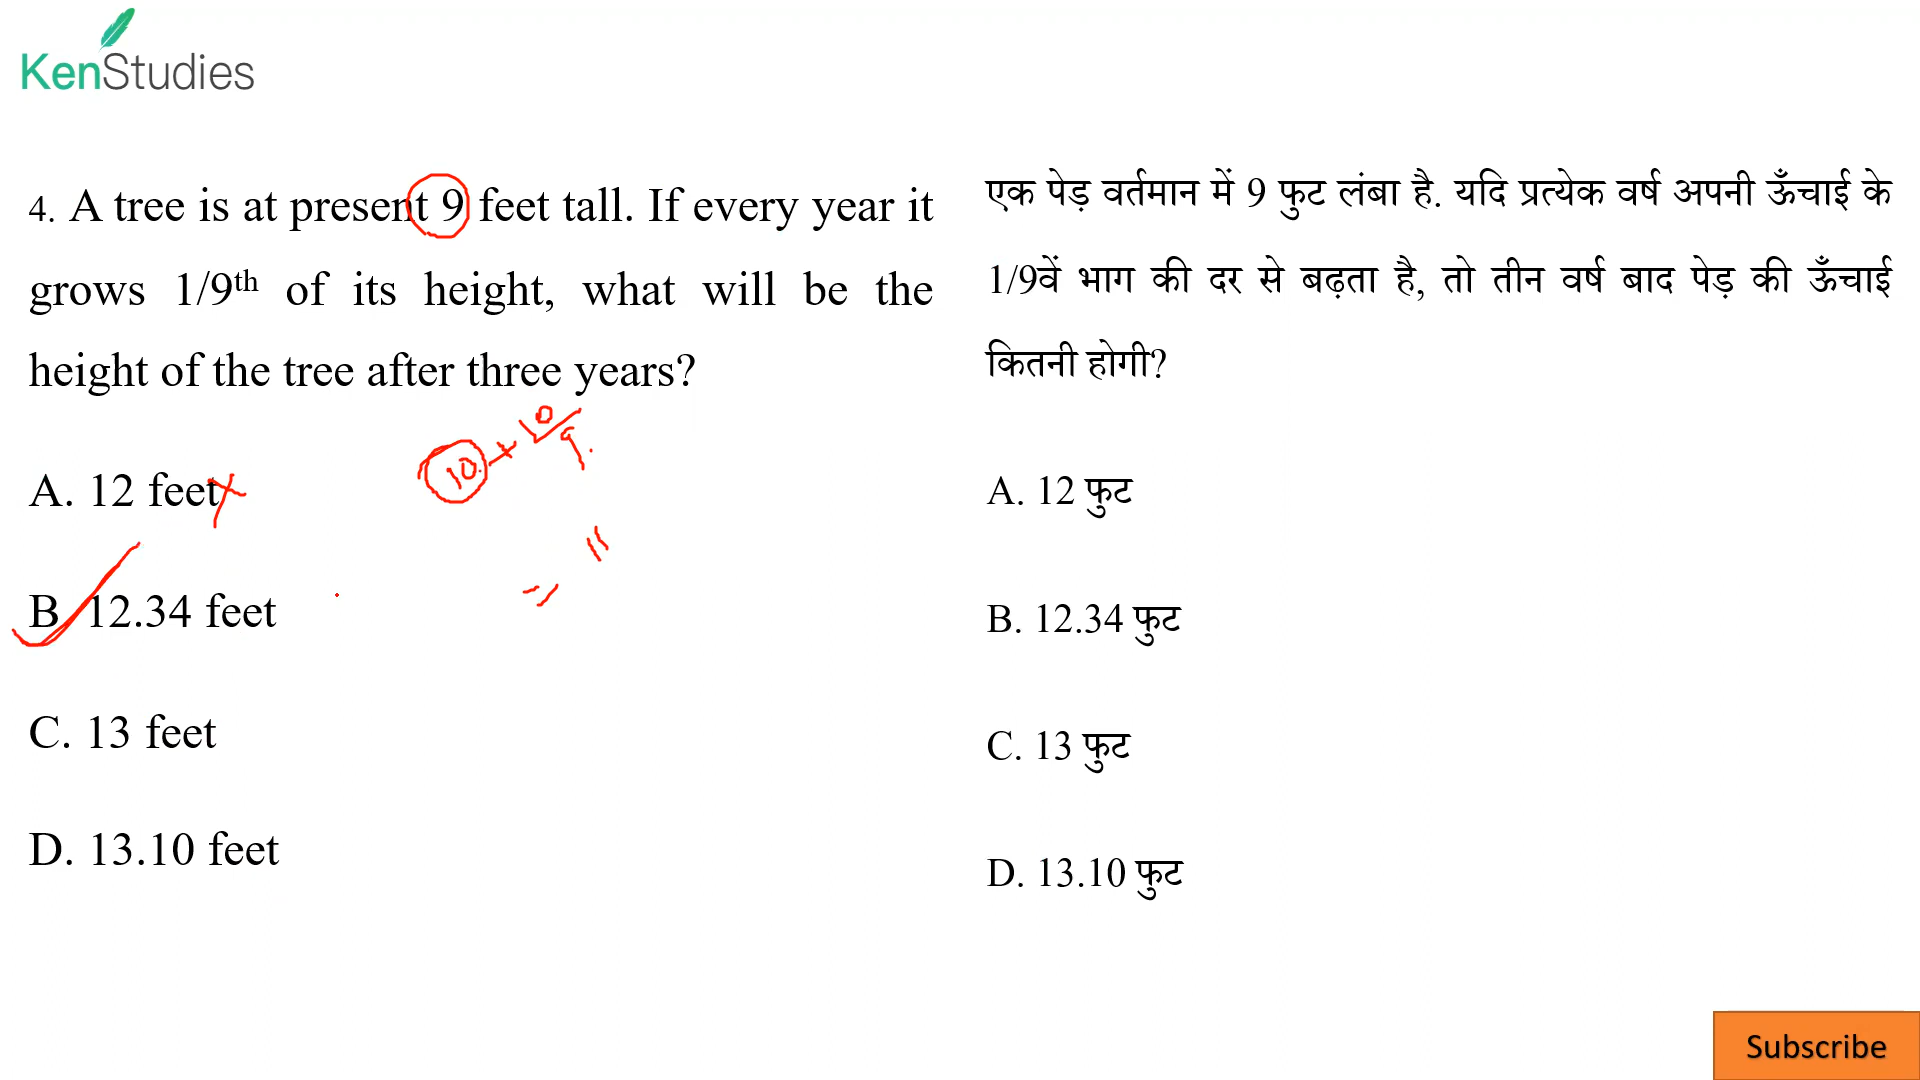 KenStudies
4. A tree is at present 9 feet tall. If every year it
grows 1/9th of its height, what will be the
height of the tree after three years?
10 + 10/9
A. 12 feet
=
B. 12.34 feet
C. 13 feet
D. 13.10 feet
एक पेड़ वर्तमान में 9 फुट लंबा है. यदि प्रत्येक वर्ष अपनी ऊँचाई के
1/9वें भाग की दर से बढ़ता है, तो तीन वर्ष बाद पेड़ की ऊँचाई
कितनी होगी?
A. 12 फुट
B. 12.34 फुट
C. 13 फुट
D. 13.10 फुट
Subscribe